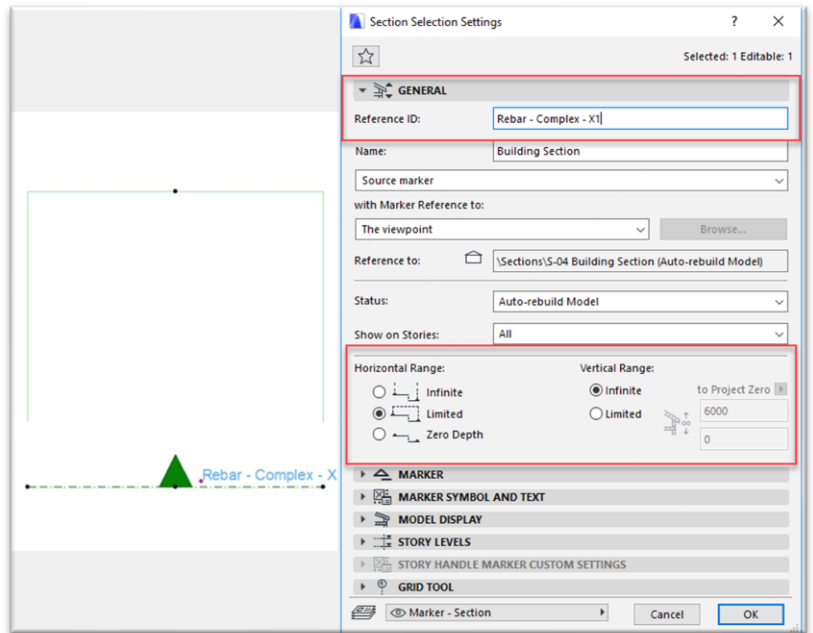 Section Selection Settings
Selected: 1 Editable: 1
GENERAL
Reference ID: Rebar - Complex - X1
Name: Building Section
Source marker
with Marker Reference to:
The viewpoint Browse...
Reference to: \Sections\S-04 Building Section (Auto-rebuild Model)
Status: Auto-rebuild Model
Show on Stories: All
Horizontal Range: Vertical Range:
Infinite Infinite to Project Zero
Limited Limited 6000
Zero Depth 0
Rebar - Complex - X
MARKER
MARKER SYMBOL AND TEXT
MODEL DISPLAY
STORY LEVELS
STORY HANDLE MARKER CUSTOM SETTINGS
GRID TOOL
Marker - Section Cancel OK